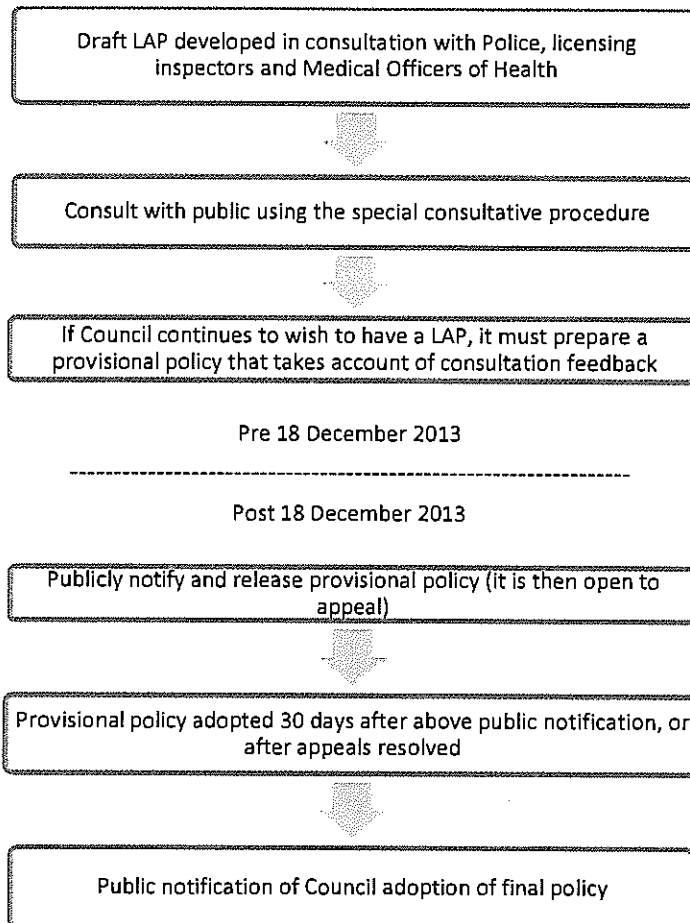 Draft LAP developed in consultation with Police, licensing
inspectors and Medical Officers of Health
Consult with public using the special consultative procedure
If Council continues to wish to have a LAP, it must prepare a
provisional policy that takes account of consultation feedback
Pre 18 December 2013
Post 18 December 2013
Publicly notify and release provisional policy (it is then open to
appeal)
Provisional policy adopted 30 days after above public notification, or
after appeals resolved
Public notification of Council adoption of final policy